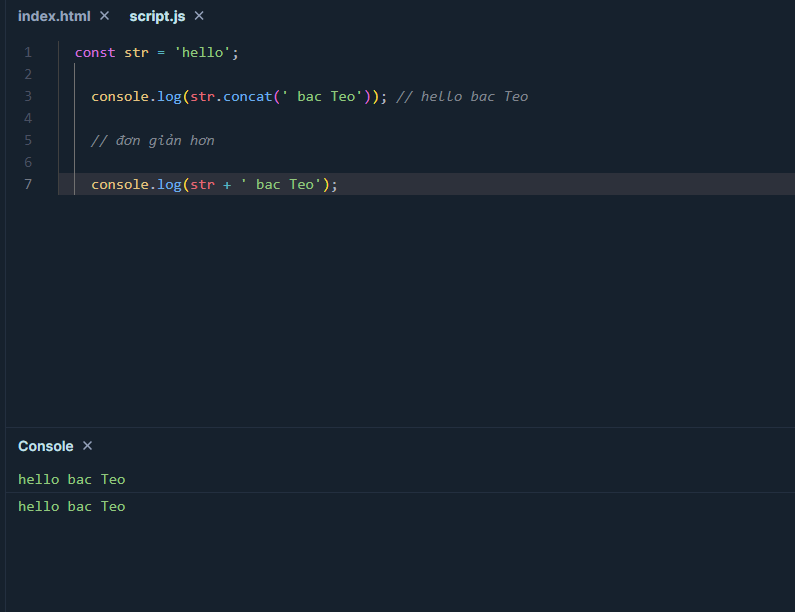 index.html × script.js ×
1 const str = 'hello';
2
3 console.log(str.concat(' bac Teo')); // hello bac Teo
4
5 // đơn giản hơn
6
7 console.log(str + ' bac Teo');
Console ×
hello bac Teo
hello bac Teo